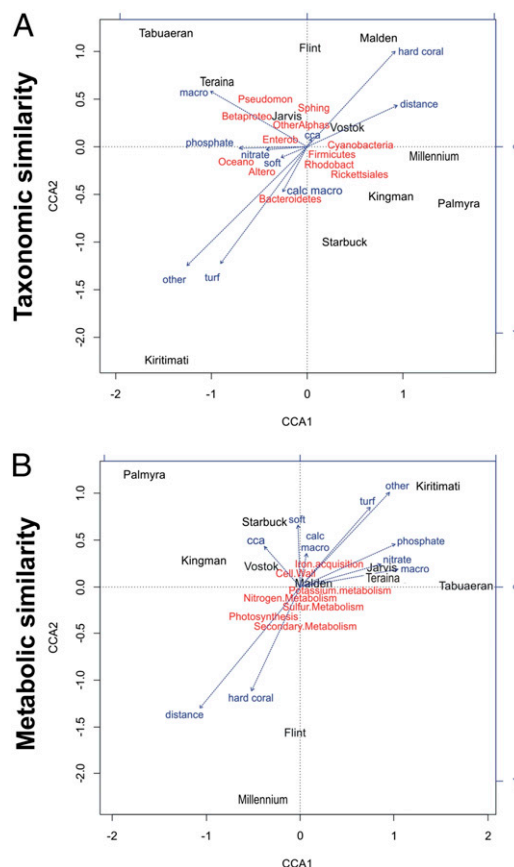 A
Taxonomic similarity
CCA2
1.0
0.5
0.0
-0.5
-1.0
-1.5
-2.0
Tabuaeran
Flint
Malden
hard coral
Teraina
macro
Pseudomon
Sphing
distance
Betaproteo
Jarvis
OtherAlphas
Vostok
Enterob
cca
phosphate
Cyanobacteria
nitrate
Firmicutes
Millennium
Oceano
soft
Rhodobact
Altero
Rickettsiales
calc macro
Kingman
Bacteroidetes
Palmyra
Starbuck
other
turf
Kiritimati
-2
-1
0
1
CCA1
B
Metabolic similarity
CCA2
1.0
0.5
0.0
-0.5
-1.0
-1.5
-2.0
Palmyra
other
Kiritimati
turf
Starbuck
soft
cca
calc
macro
phosphate
Kingman
Vostok
Iron.acquisition
nitrate
Cell.Wall
Jarvis
macro
Malden
Teraina
Tabuaeran
Potassium.metabolism
Nitrogen.Metabolism
Sulfur.Metabolism
Photosynthesis
Secondary.Metabolism
hard coral
distance
Flint
Millennium
-2
-1
0
1
2
CCA1